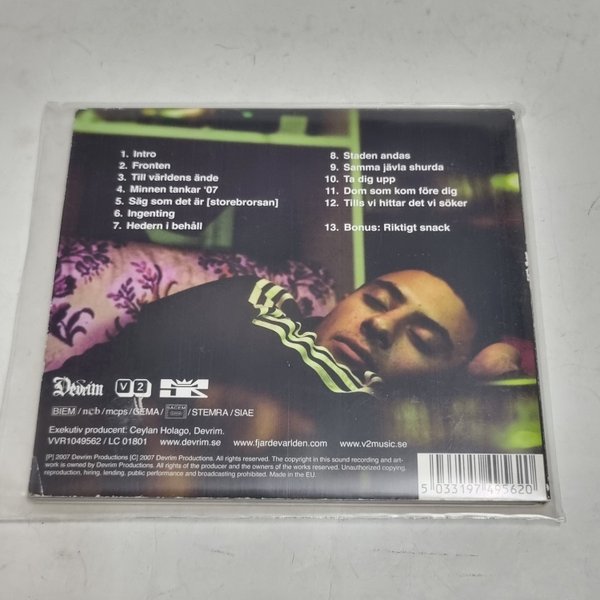 1. Intro
2. Fronten
3. Till världens ände
4. Minnen tankar '07
5. Säg som det är [storebrorsan]
6. Ingenting
7. Hedern i behåll
8. Staden andas
9. Samma jävla shurda
10. Ta dig upp
11. Dom som kom före dig
12. Tills vi hittar det vi söker
13. Bonus: Riktigt snack
Devrim V2
BIEM / ncb / mcps / GEMA / SACEM / STEMRA / SIAE
Exekutiv producent: Ceylan Holago, Devrim.
VVR1049562 / LC 01801 www.devrim.se www.fjardevarlden.com www.v2music.se
[P] 2007 Devrim Productions [C] 2007 Devrim Productions. All rights reserved. The copyright in this sound recording and art-
work is owned by Devrim Productions. All rights of the producer and the owners of the works reserved. Unauthorized copying,
reproduction, hiring, lending, public performance and broadcasting prohibited. Made in the EU.
5 033197 495620